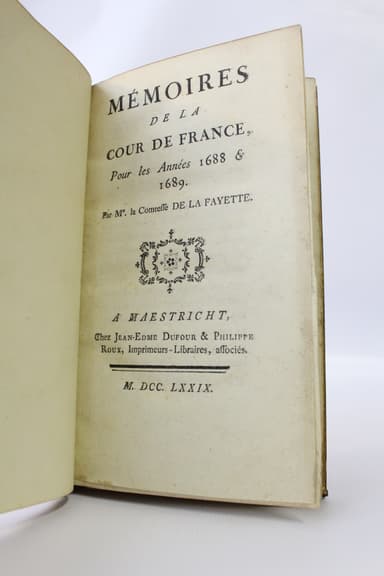 MÉMOIRES
DE LA
COUR DE FRANCE,
Pour les Années 1688 &
1689.
Par Me. la Comtesse DE LA FAYETTE.
A MAESTRICHT,
Chez JEAN-EDME DUFOUR & PHILIPPE
ROUX, Imprimeurs-Libraires, associés.
M. DCC. LXXIX.